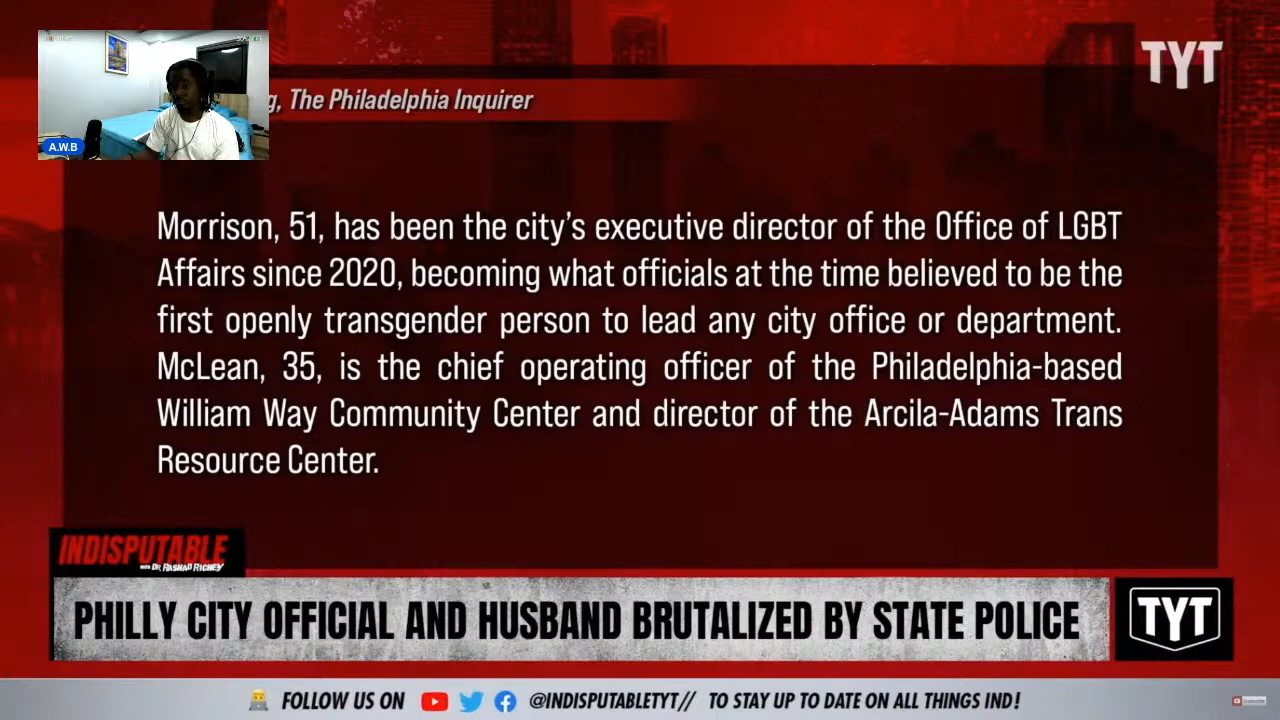 TYT
g, The Philadelphia Inquirer
A.W.B
Morrison, 51, has been the city's executive director of the Office of LGBT
Affairs since 2020, becoming what officials at the time believed to be the
first openly transgender person to lead any city office or department.
McLean, 35, is the chief operating officer of the Philadelphia-based
William Way Community Center and director of the Arcila-Adams Trans
Resource Center.
INDISPUTABLE
WITH DR. RASHAD RICHEY
PHILLY CITY OFFICIAL AND HUSBAND BRUTALIZED BY STATE POLICE
TYT
FOLLOW US ON @INDISPUTABLETYT// TO STAY UP TO DATE ON ALL THINGS IND!